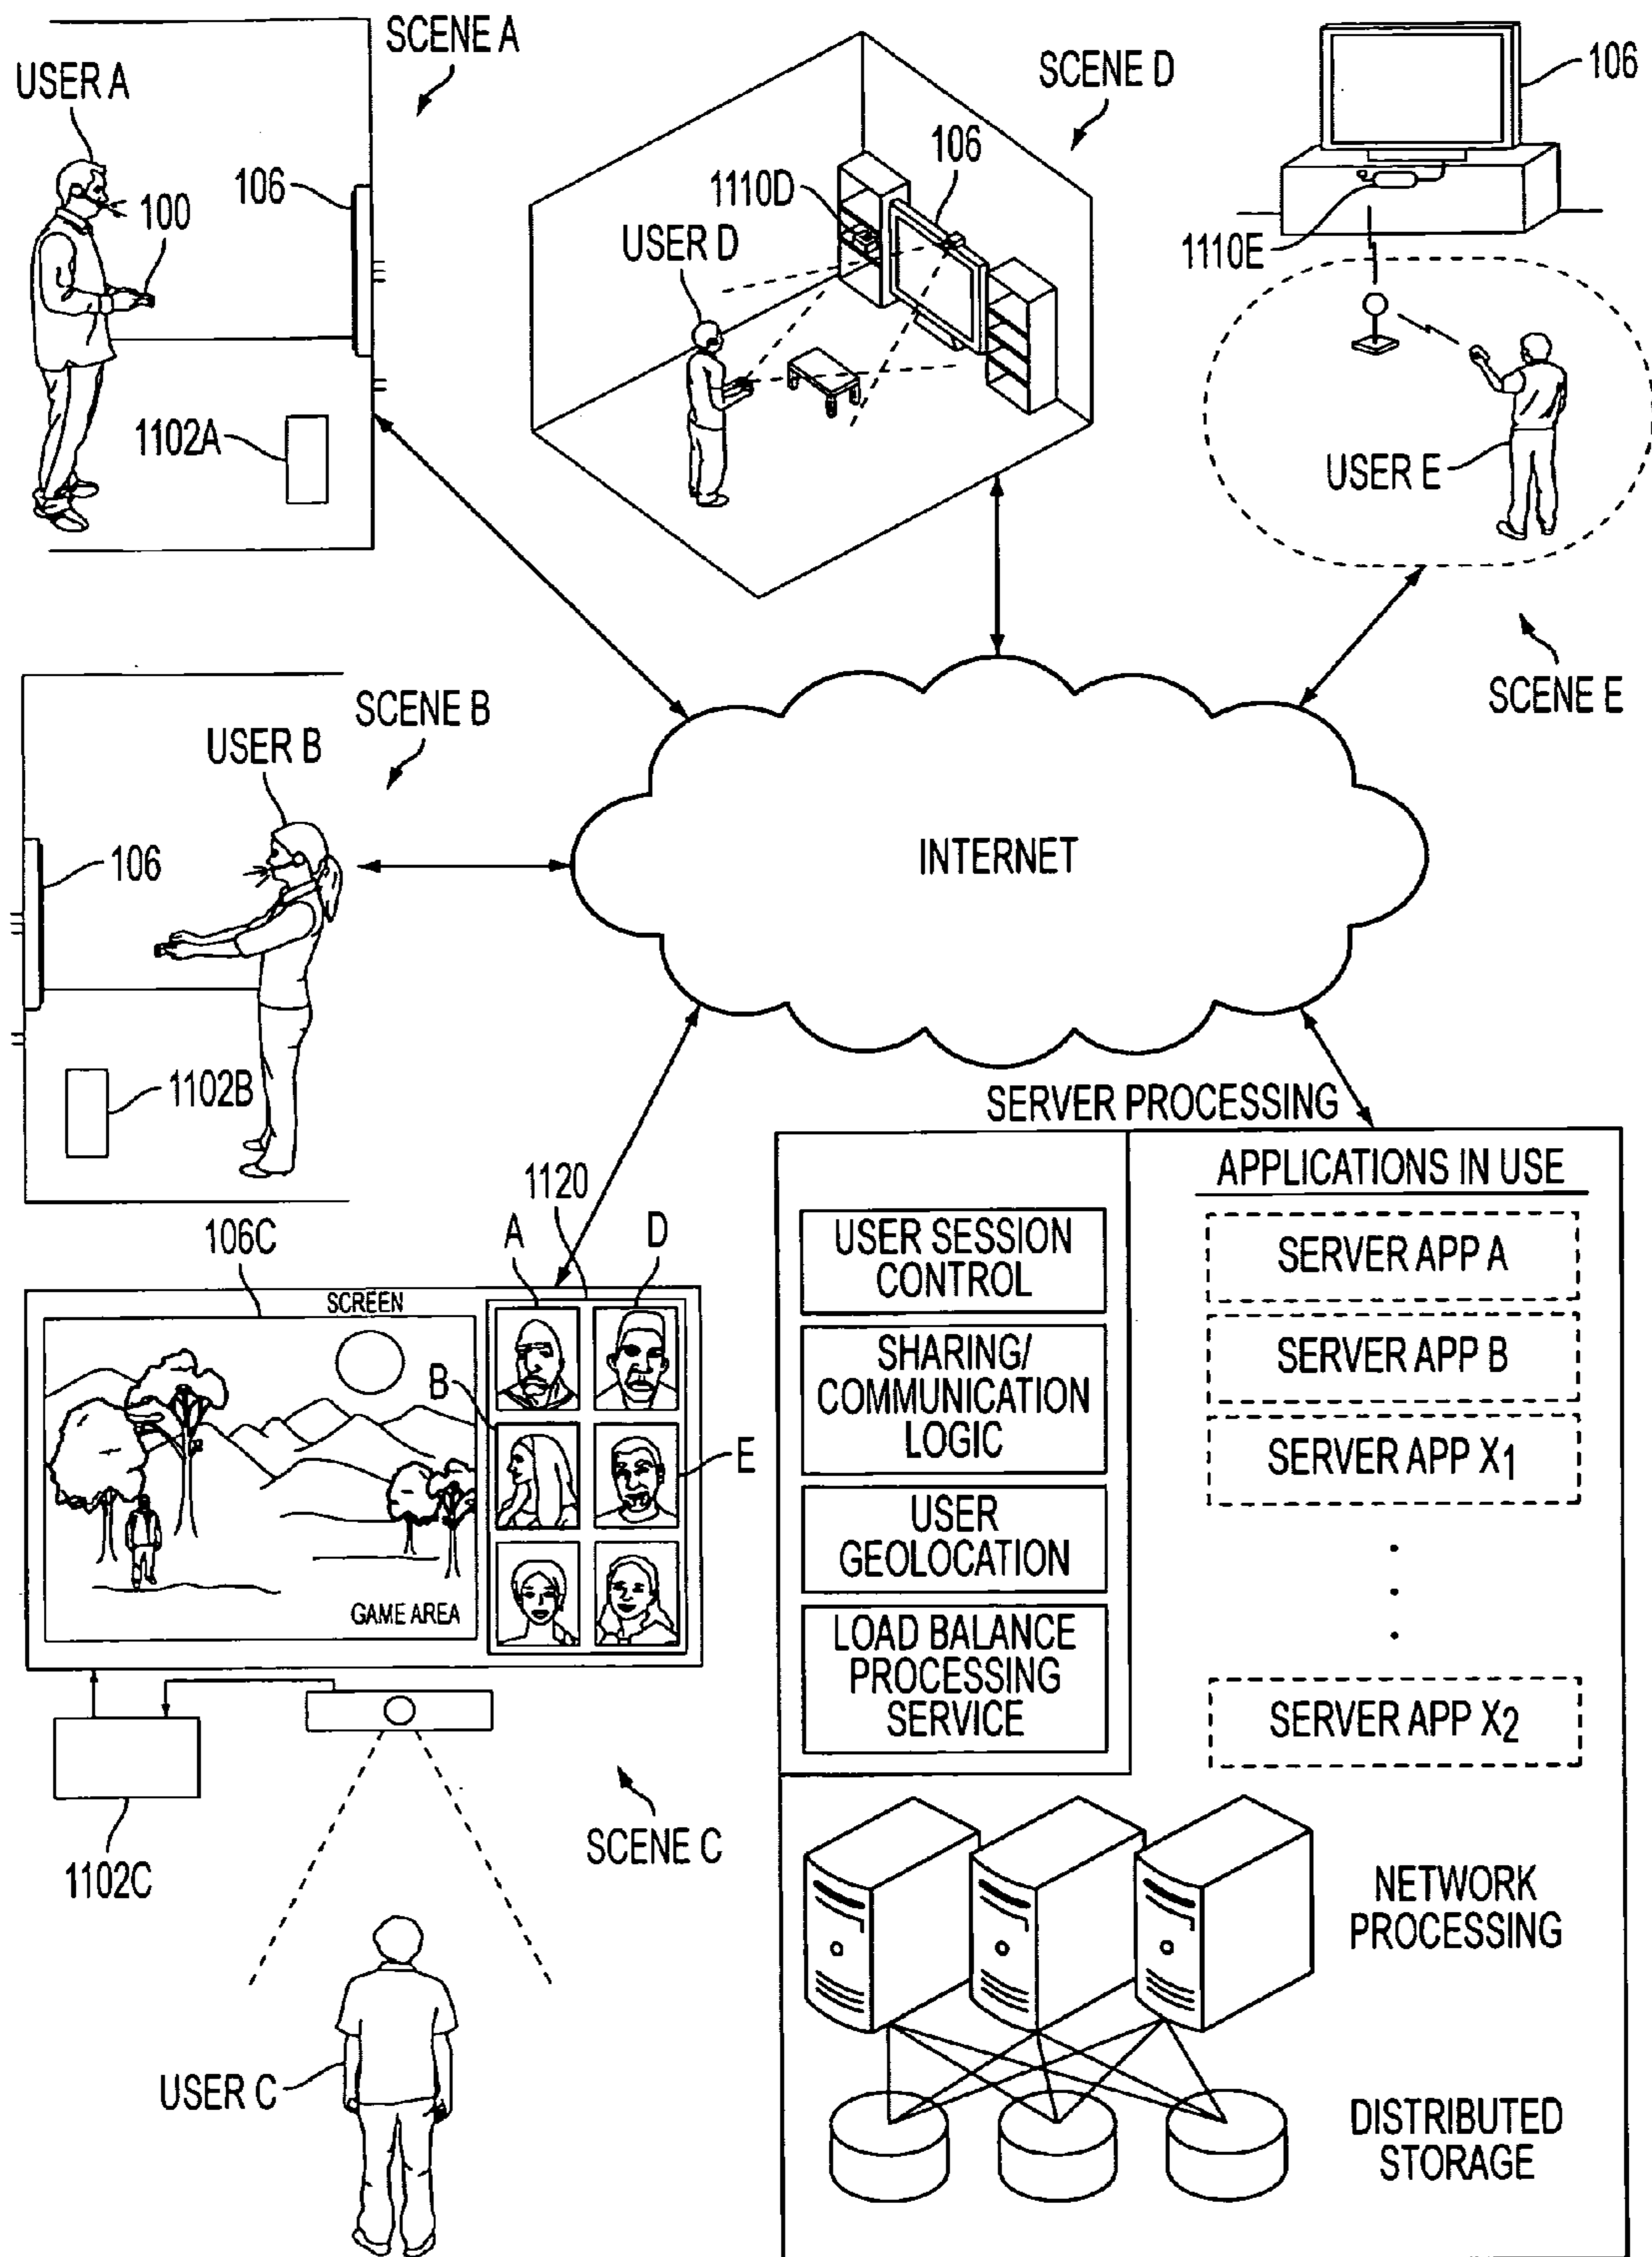 SCENE A
USER A
106
100
1102A
SCENE D
106
1110D
USER D
106
1110E
USER E
SCENE E
SCENE B
USER B
106
1102B
INTERNET
SERVER PROCESSING
1120
A
D
106C
SCREEN
B
E
GAME AREA
1102C
SCENE C
USER C
USER SESSION
CONTROL
SHARING/
COMMUNICATION
LOGIC
USER
GEOLOCATION
LOAD BALANCE
PROCESSING
SERVICE
APPLICATIONS IN USE
SERVER APP A
SERVER APP B
SERVER APP X1
SERVER APP X2
NETWORK
PROCESSING
DISTRIBUTED
STORAGE